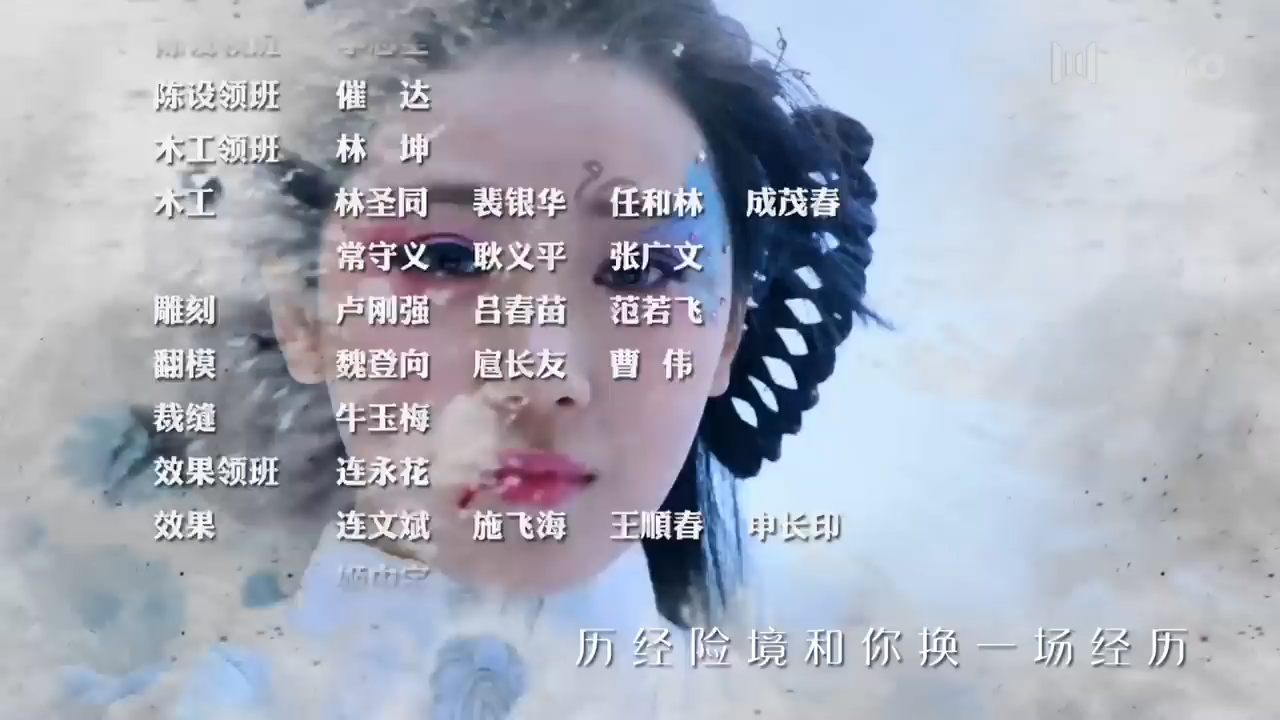 陈设领班 催 达
木工领班 林 坤
木工 林圣同 裴银华 任和林 成茂春
常守义 耿义平 张广文
雕刻 卢刚强 吕春苗 范若飞
翻模 魏登向 扈长友 曹 伟
裁缝 牛玉梅
效果领班 连永花
效果 连文斌 施飞海 王順春 申长印
历经险境和你换一场经历